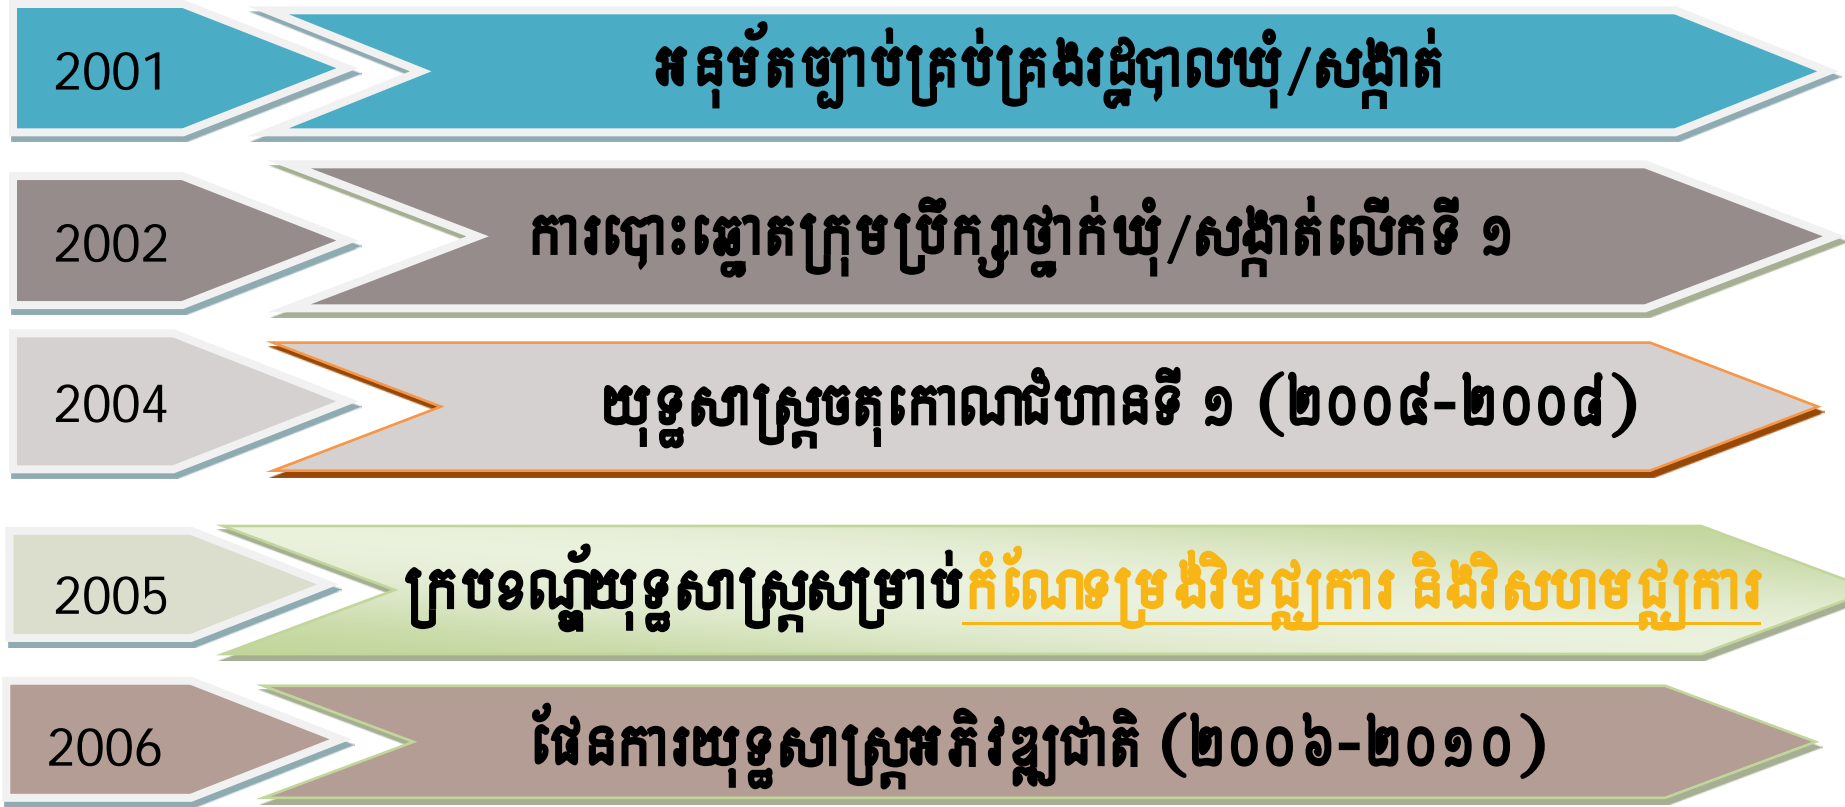 2001 អនុម័តច្បាប់គ្រប់គ្រងរដ្ឋបាលឃុំ/សង្កាត់
2002 ការបោះឆ្នោតក្រុមប្រឹក្សាថ្នាក់ឃុំ/សង្កាត់លើកទី ១
2004 យុទ្ធសាស្រ្តចតុកោណជំហានទី ១ (២០០៤-២០០៨)
2005 ក្របខណ្ឌ័យុទ្ធសាស្រ្តសម្រាប់កំណែទម្រង់វិមជ្ឈការ និងវិសហមជ្ឈការ
2006 ផែនការយុទ្ធសាស្រ្តអភិវឌ្ឍជាតិ (២០០៦-២០១០)